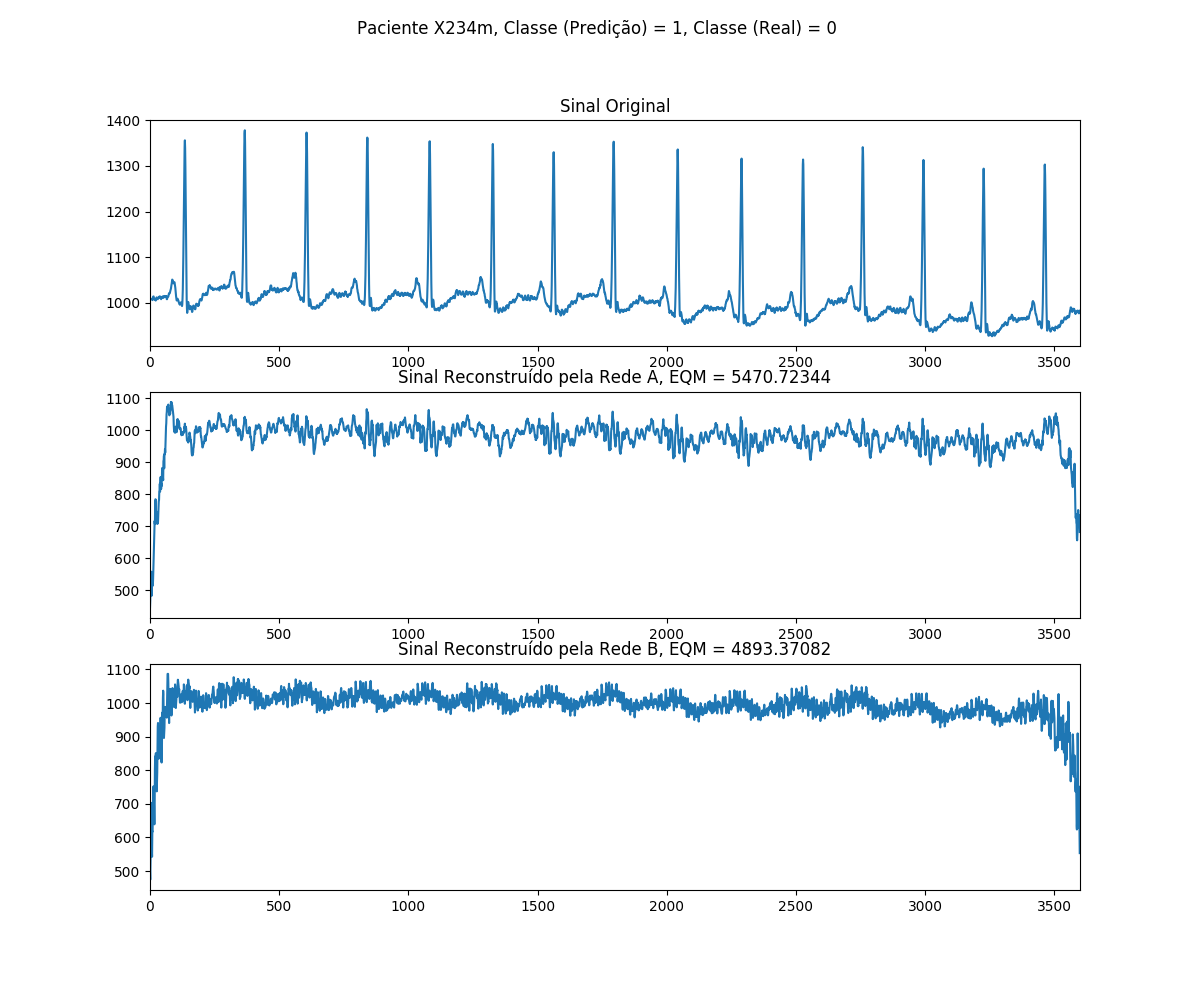 Paciente X234m, Classe (Predição) = 1, Classe (Real) = 0
Sinal Original
1400
1300
1200
1100
1000
0 500 1000 1500 2000 2500 3000 3500
Sinal Reconstruído pela Rede A, EQM = 5470.72344
1100
1000
900
800
700
600
500
0 500 1000 1500 2000 2500 3000 3500
Sinal Reconstruído pela Rede B, EQM = 4893.37082
1100
1000
900
800
700
600
500
0 500 1000 1500 2000 2500 3000 3500